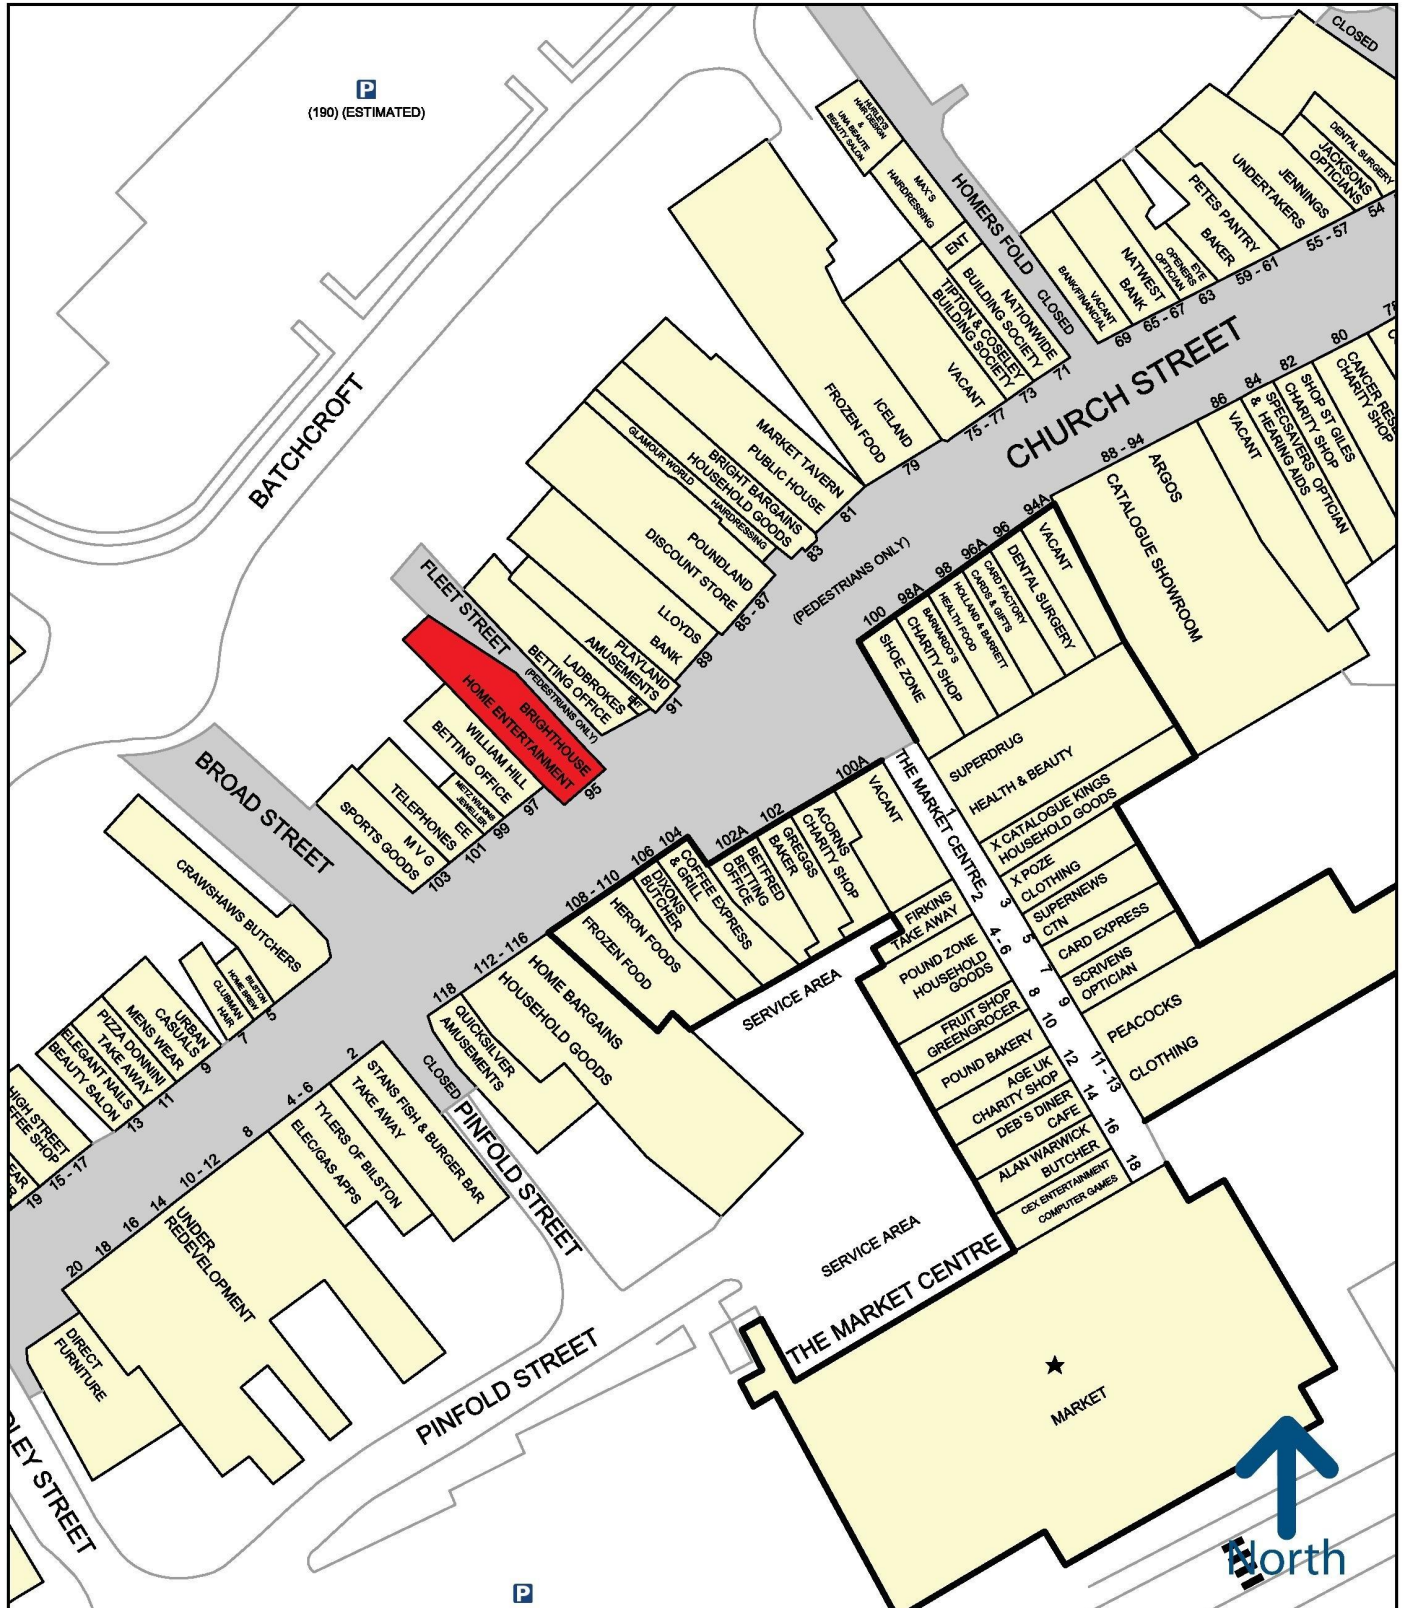 CLOSED
P
(190) (ESTIMATED)
HURLEYS
HAIR DESIGN
&
UNA BEAUTE
BEAUTY SALON
MAX'S
HAIRDRESSING
ENT
HOMERS FOLD
CLOSED
NATIONWIDE
BUILDING SOCIETY
TIPTON & COSELEY
BUILDING SOCIETY
VACANT
ICELAND
FROZEN FOOD
DENTAL SURGERY
JACKSONS
OPTICIANS
JENNINGS
UNDERTAKERS
PETES PANTRY
BAKER
EYE
OPENERS
OPTICIAN
NATWEST
BANK
VACANT
BANK/FINANCIAL
54
55 - 57
59 - 61
63
65 - 67
69
71
73
75 - 77
79
81
83
85 - 87
89
91
95
97
99
101
103
CHURCH STREET
(PEDESTRIANS ONLY)
BATCHCROFT
MARKET TAVERN
PUBLIC HOUSE
BRIGHT BARGAINS
HOUSEHOLD GOODS
GLAMOUR WORLD
HAIRDRESSING
POUNDLAND
DISCOUNT STORE
LLOYDS
BANK
PLAYLAND
AMUSEMENTS
ENT
LADBROKES
BETTING OFFICE
FLEET STREET
(PEDESTRIANS ONLY)
BRIGHTHOUSE
HOME ENTERTAINMENT
WILLIAM HILL
BETTING OFFICE
METZ WILKINS
JEWELLER
EE
TELEPHONES
M V G
SPORTS GOODS
BROAD STREET
CRAWSHAWS BUTCHERS
BILSTON
HOME BREW
CLUBMAN
HAIR
URBAN
CASUALS
MENS WEAR
PIZZA DONNINI
TAKE AWAY
ELEGANT NAILS
BEAUTY SALON
HIGH STREET
5
7
9
11
13
15 - 17
19
80
82
84
86
88 - 94
94A
96
96A
98
98A
100
CANCER RES
CHARITY SHOP
SHOP ST GILES
CHARITY SHOP
SPECSAVERS OPTICIAN
& HEARING AIDS
VACANT
ARGOS
CATALOGUE SHOWROOM
VACANT
DENTAL SURGERY
CARD FACTORY
CARDS & GIFTS
HOLLAND & BARRETT
HEALTH FOOD
BARNARDO'S
CHARITY SHOP
SHOE ZONE
SUPERDRUG
HEALTH & BEAUTY
X CATALOGUE KINGS
HOUSEHOLD GOODS
X POZE
CLOTHING
SUPERNEWS
CTN
CARD EXPRESS
SCRIVENS
OPTICIAN
PEACOCKS
CLOTHING
THE MARKET CENTRE
1
2
3
4 - 6
5
7
8
9
10
11 - 13
12
14
16
18
100A
102
102A
104
106
108 - 110
112 - 116
118
VACANT
ACORNS
CHARITY SHOP
GREGGS
BAKER
BETFRED
BETTING
OFFICE
COFFEE EXPRESS
& GRILL
DIXONS
BUTCHER
HERON FOODS
FROZEN FOOD
HOME BARGAINS
HOUSEHOLD GOODS
QUICKSILVER
AMUSEMENTS
CLOSED
PINFOLD STREET
FIRKINS
TAKE AWAY
POUND ZONE
HOUSEHOLD
GOODS
FRUIT SHOP
GREENGROCER
POUND BAKERY
AGE UK
CHARITY SHOP
DEB'S DINER
CAFE
ALAN WARWICK
BUTCHER
CEX ENTERTAINMENT
COMPUTER GAMES
SERVICE AREA
SERVICE AREA
THE MARKET CENTRE
MARKET
2
4 - 6
8
10 - 12
14
16
18
20
STANS FISH & BURGER BAR
TAKE AWAY
TYLERS OF BILSTON
ELEC/GAS APPS
UNDER
REDEVELOPMENT
DIRECT
FURNITURE
PINFOLD STREET
STREET
P
North